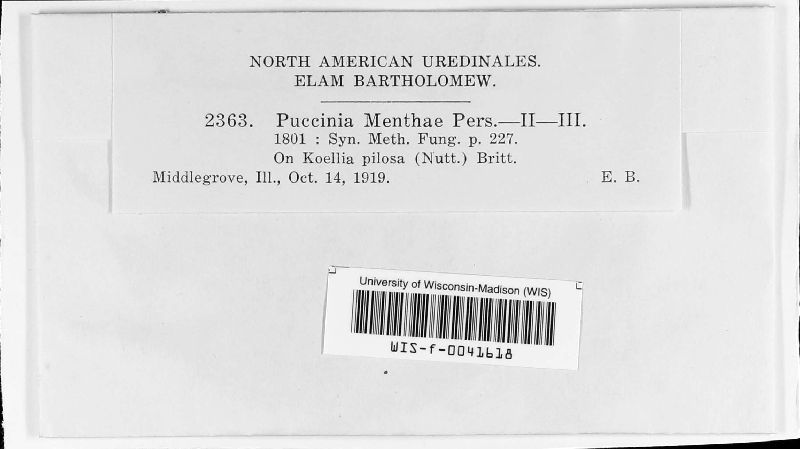 NORTH AMERICAN UREDINALES.
ELAM BARTHOLOMEW.
2363. Puccinia Menthae Pers.—II—III.
1801 : Syn. Meth. Fung. p. 227.
On Koellia pilosa (Nutt.) Britt.
Middlegrove, Ill., Oct. 14, 1919. E. B.
University of Wisconsin-Madison (WIS)
WIS-f-0041618